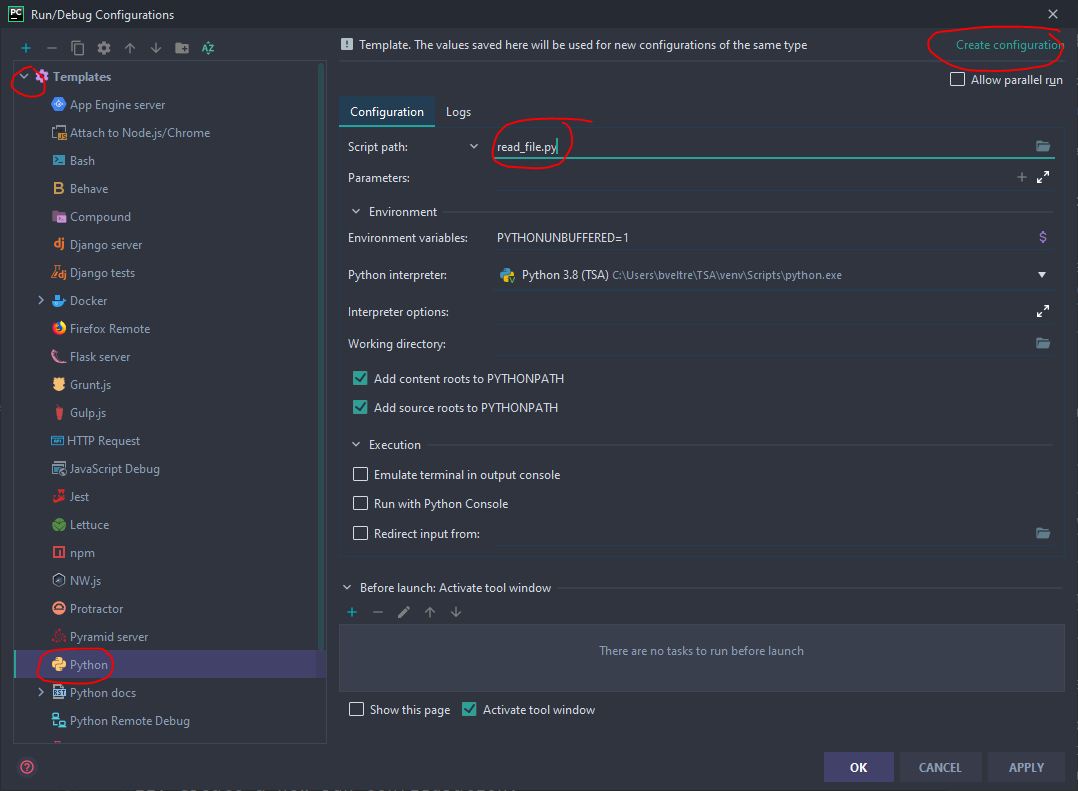 PC Run/Debug Configurations
Template. The values saved here will be used for new configurations of the same type
Create configuration
Allow parallel run
Templates
App Engine server
Attach to Node.js/Chrome
Bash
Behave
Compound
Django server
Django tests
Docker
Firefox Remote
Flask server
Grunt.js
Gulp.js
HTTP Request
JavaScript Debug
Jest
Lettuce
npm
NW.js
Protractor
Pyramid server
Python
Python docs
Python Remote Debug
Configuration Logs
Script path: read_file.py
Parameters:
Environment
Environment variables: PYTHONUNBUFFERED=1
Python interpreter: Python 3.8 (TSA) C:\Users\bveltre\TSA\venv\Scripts\python.exe
Interpreter options:
Working directory:
Add content roots to PYTHONPATH
Add source roots to PYTHONPATH
Execution
Emulate terminal in output console
Run with Python Console
Redirect input from:
Before launch: Activate tool window
There are no tasks to run before launch
Show this page Activate tool window
OK CANCEL APPLY